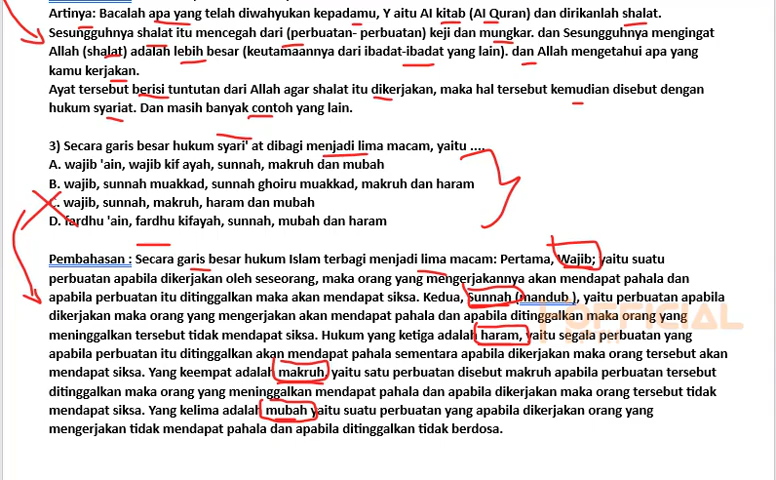 Artinya: Bacalah apa yang telah diwahyukan kepadamu, Y aitu AI kitab (AI Quran) dan dirikanlah shalat.
Sesungguhnya shalat itu mencegah dari (perbuatan- perbuatan) keji dan mungkar. dan Sesungguhnya mengingat
Allah (shalat) adalah lebih besar (keutamaannya dari ibadat-ibadat yang lain). dan Allah mengetahui apa yang
kamu kerjakan.
Ayat tersebut berisi tuntutan dari Allah agar shalat itu dikerjakan, maka hal tersebut kemudian disebut dengan
hukum syariat. Dan masih banyak contoh yang lain.
3) Secara garis besar hukum syari' at dibagi menjadi lima macam, yaitu ....
A. wajib 'ain, wajib kif ayah, sunnah, makruh dan mubah
B. wajib, sunnah muakkad, sunnah ghoiru muakkad, makruh dan haram
C. wajib, sunnah, makruh, haram dan mubah
D. fardhu 'ain, fardhu kifayah, sunnah, mubah dan haram
Pembahasan : Secara garis besar hukum Islam terbagi menjadi lima macam: Pertama, Wajib; yaitu suatu
perbuatan apabila dikerjakan oleh seseorang, maka orang yang mengerjakannya akan mendapat pahala dan
apabila perbuatan itu ditinggalkan maka akan mendapat siksa. Kedua, Sunnah (mandub ), yaitu perbuatan apabila
dikerjakan maka orang yang mengerjakan akan mendapat pahala dan apabila ditinggalkan maka orang yang
meninggalkan tersebut tidak mendapat siksa. Hukum yang ketiga adalah haram, yaitu segala perbuatan yang
apabila perbuatan itu ditinggalkan akan mendapat pahala sementara apabila dikerjakan maka orang tersebut akan
mendapat siksa. Yang keempat adalah makruh, yaitu satu perbuatan disebut makruh apabila perbuatan tersebut
ditinggalkan maka orang yang meninggalkan mendapat pahala dan apabila dikerjakan maka orang tersebut tidak
mendapat siksa. Yang kelima adalah mubah yaitu suatu perbuatan yang apabila dikerjakan orang yang
mengerjakan tidak mendapat pahala dan apabila ditinggalkan tidak berdosa.